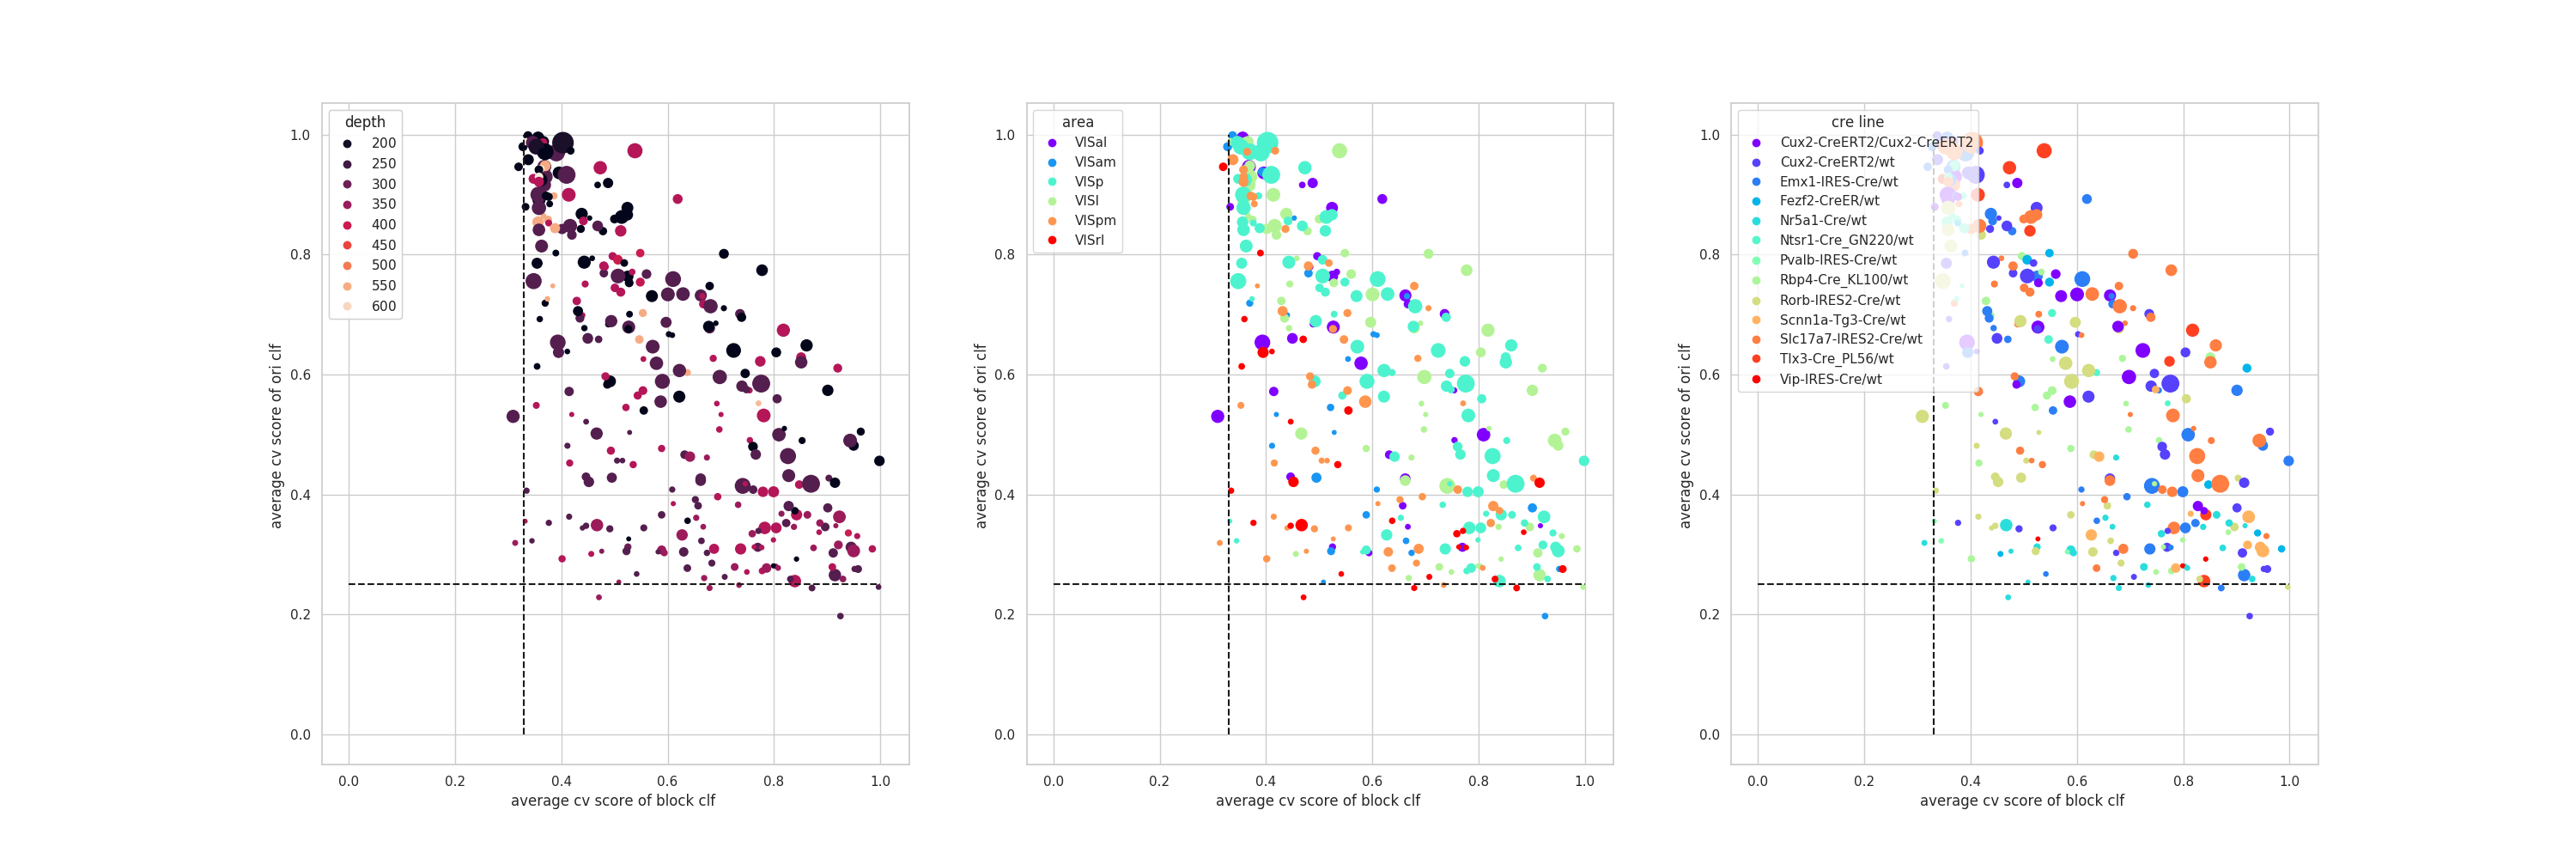 depth
200
250
300
350
400
450
500
550
600
1.0
0.8
0.6
0.4
0.2
0.0
average cv score of ori clf
0.0 0.2 0.4 0.6 0.8 1.0
average cv score of block clf
area
VISal
VISam
VISp
VISl
VISpm
VISrl
1.0
0.8
0.6
0.4
0.2
0.0
average cv score of ori clf
0.0 0.2 0.4 0.6 0.8 1.0
average cv score of block clf
cre line
Cux2-CreERT2/Cux2-CreERT2
Cux2-CreERT2/wt
Emx1-IRES-Cre/wt
Fezf2-CreER/wt
Nr5a1-Cre/wt
Ntsr1-Cre_GN220/wt
Pvalb-IRES-Cre/wt
Rbp4-Cre_KL100/wt
Rorb-IRES2-Cre/wt
Scnn1a-Tg3-Cre/wt
Slc17a7-IRES2-Cre/wt
Tlx3-Cre_PL56/wt
Vip-IRES-Cre/wt
1.0
0.8
0.6
0.4
0.2
0.0
average cv score of ori clf
0.0 0.2 0.4 0.6 0.8 1.0
average cv score of block clf